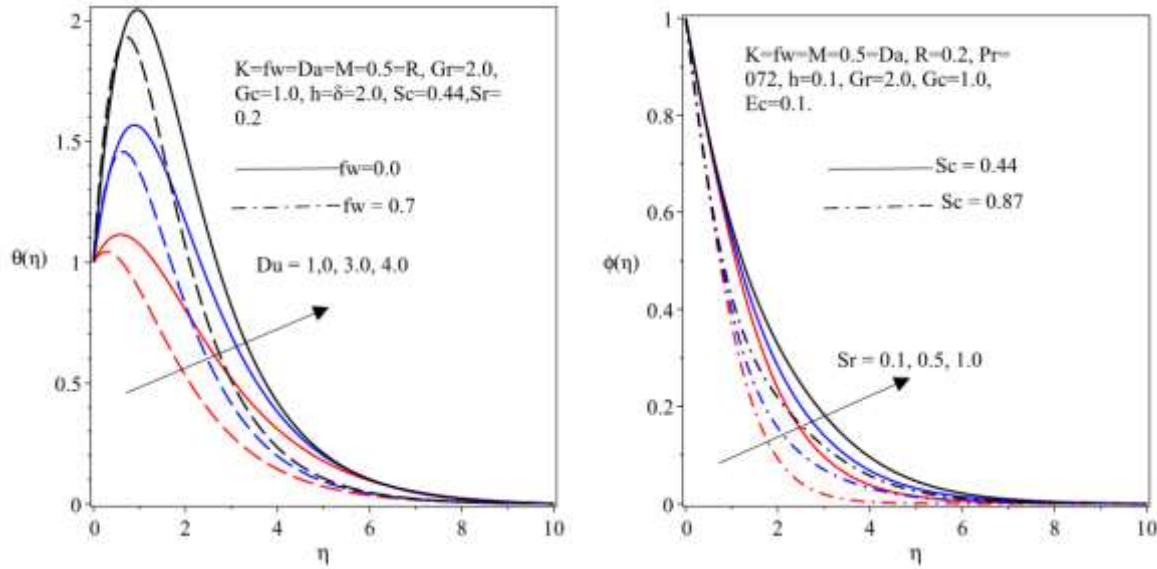 2
K=fw=Da=M=0.5=R, Gr=2.0,
Gc=1.0, h=δ=2.0, Sc=0.44,Sr=
0.2
1.5
fw=0.0
fw = 0.7
θ(η)
1
Du = 1,0, 3.0, 4.0
0.5
0
0 2 4 6 8 10
η
1
K=fw=M=0.5=Da, R=0.2, Pr=
072, h=0.1, Gr=2.0, Gc=1.0,
Ec=0.1.
0.8
Sc = 0.44
0.6
Sc = 0.87
ϕ(η)
0.4
Sr = 0.1, 0.5, 1.0
0.2
0
0 2 4 6 8 10
η